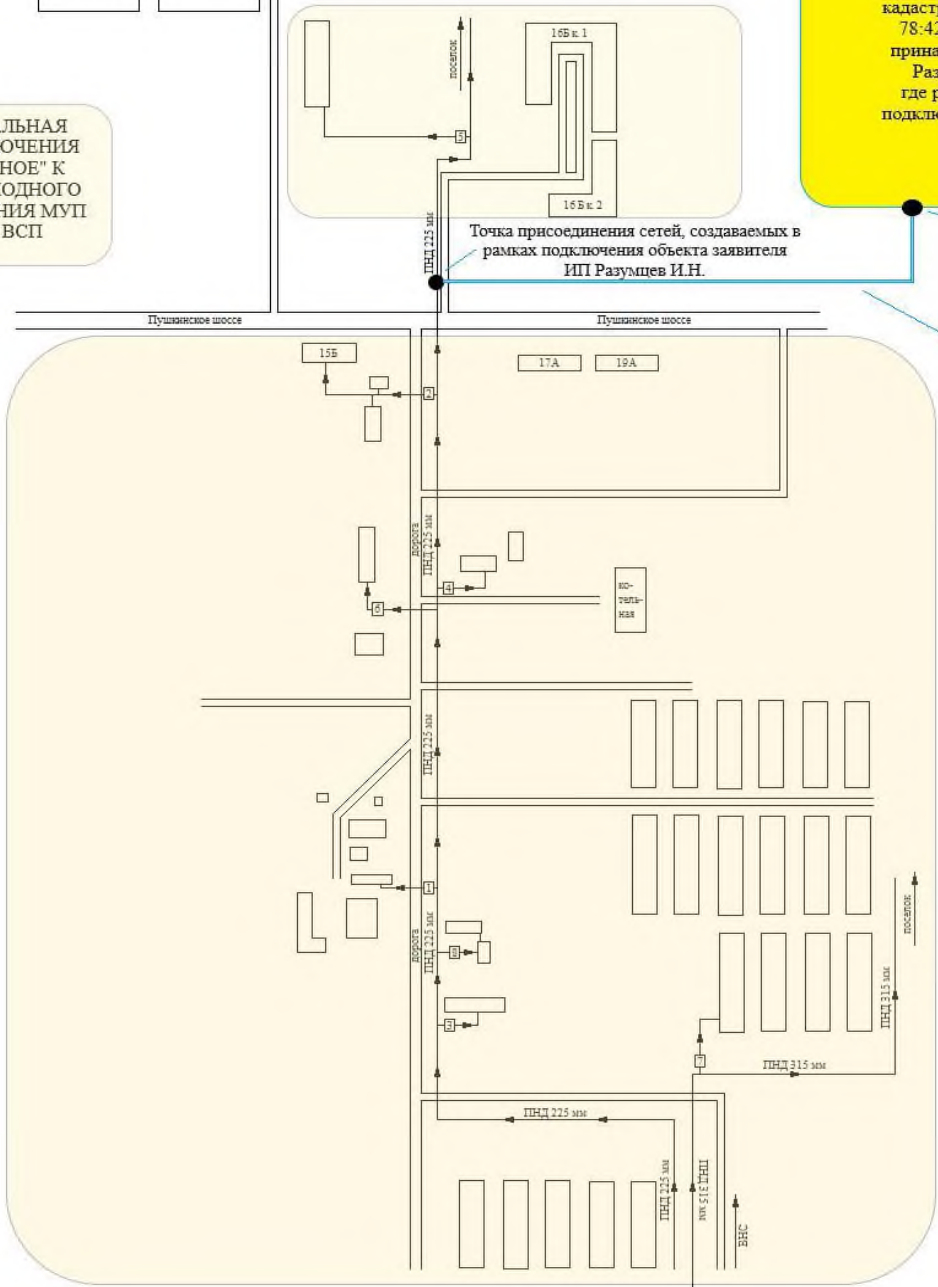 кадастр
78:42
прина
Раз
где р
подклю
АЛЬНАЯ
ОЧЕНИЯ
НОЕ" К
ОДНОГО
НИЯ МУП
ВСП
поселок
16Б к. 1
5
16 Б к. 2
ПНД 225 мм
Точка присоединения сетей, создаваемых в
рамках подключения объекта заявителя
ИП Разумцев И.Н.
Пушкинское шоссе
Пушкинское шоссе
15Б
17А
19А
2
дорога
ПНД 225 мм
4
ко-
тель-
ная
6
ПНД 225 мм
1
дорога
ПНД 225 мм
8
3
поселок
ПНД 315 мм
7
ПНД 315 мм
ПНД 225 мм
ПНД 225 мм
ПНД 315 мм
ВНС